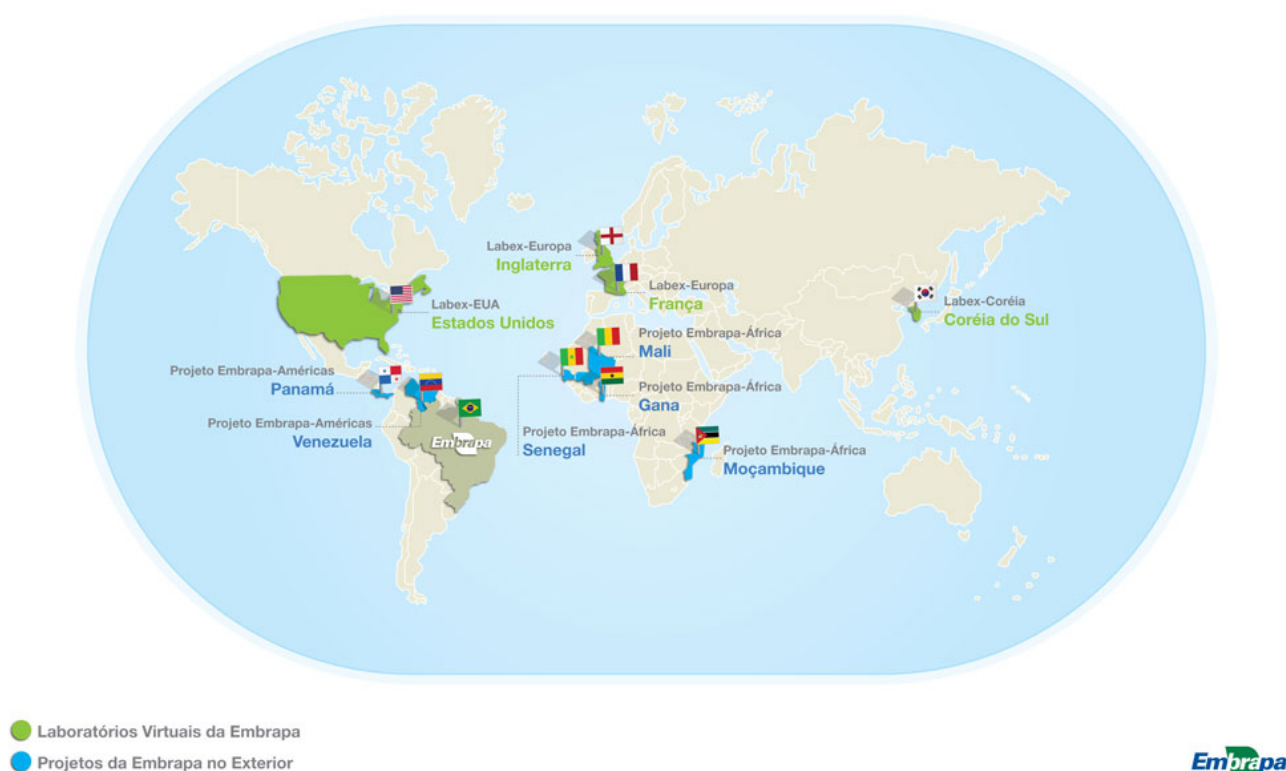 Labex-Europa
Inglaterra
Labex-Europa
França
Labex-EUA
Estados Unidos
Labex-Coréia
Coréia do Sul
Projeto Embrapa-África
Mali
Projeto Embrapa-Américas
Panamá
Projeto Embrapa-África
Gana
Projeto Embrapa-Américas
Venezuela
Embrapa
Projeto Embrapa-África
Senegal
Projeto Embrapa-África
Moçambique
Laboratórios Virtuais da Embrapa
Projetos da Embrapa no Exterior
Embrapa